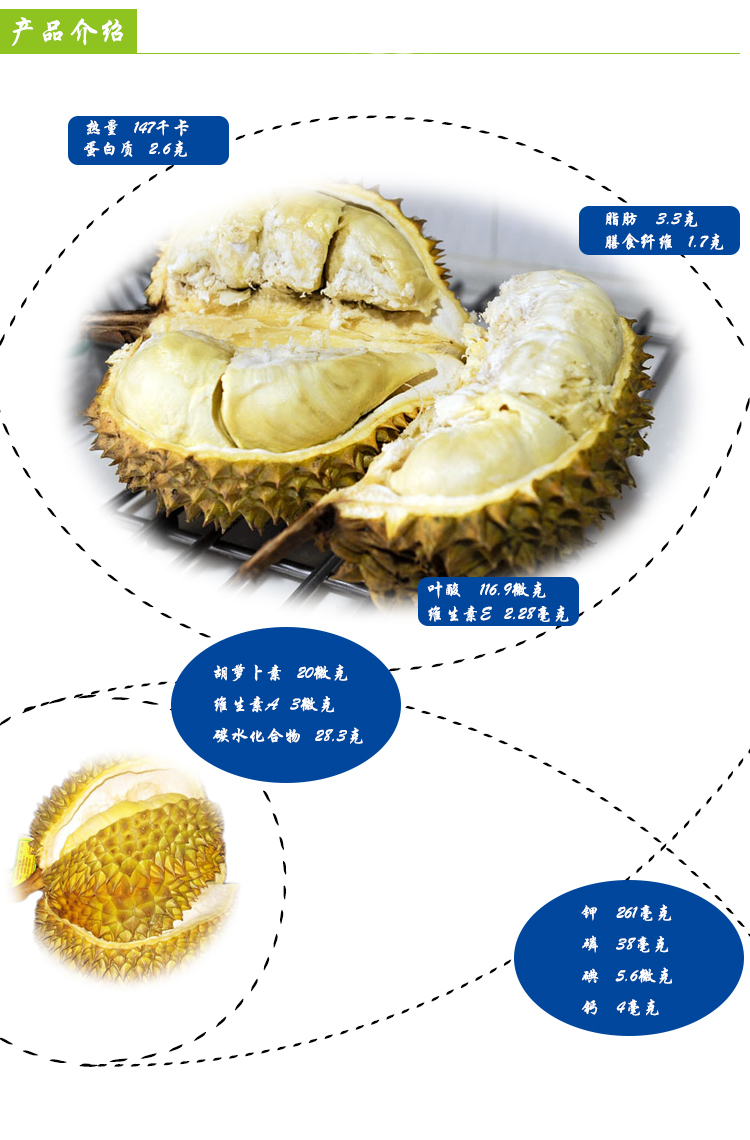 产品介绍
热量 147千卡
蛋白质 2.6克
脂肪 3.3克
膳食纤维 1.7克
叶酸 116.9微克
维生素E 2.28毫克
胡萝卜素 20微克
维生素A 3微克
碳水化合物 28.3克
钾 261毫克
磷 38毫克
碘 5.6微克
钙 4毫克